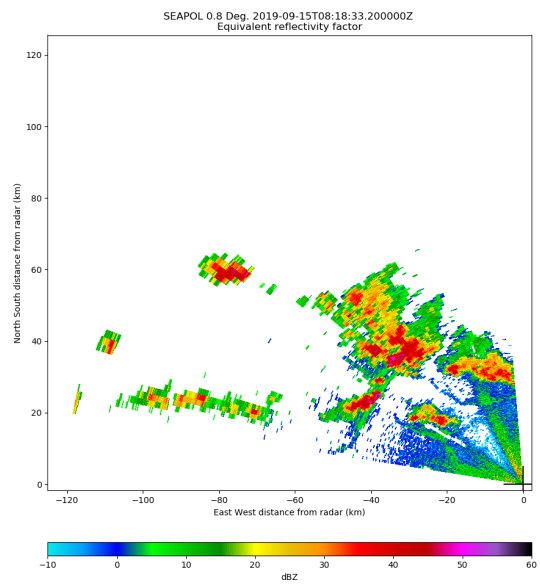 SEAPOL 0.8 Deg. 2019-09-15T08:18:33.200000Z
Equivalent reflectivity factor
120
100
80
60
40
20
0
North South distance from radar (km)
−120 −100 −80 −60 −40 −20 0
East West distance from radar (km)
−10 0 10 20 30 40 50 60
dBZ